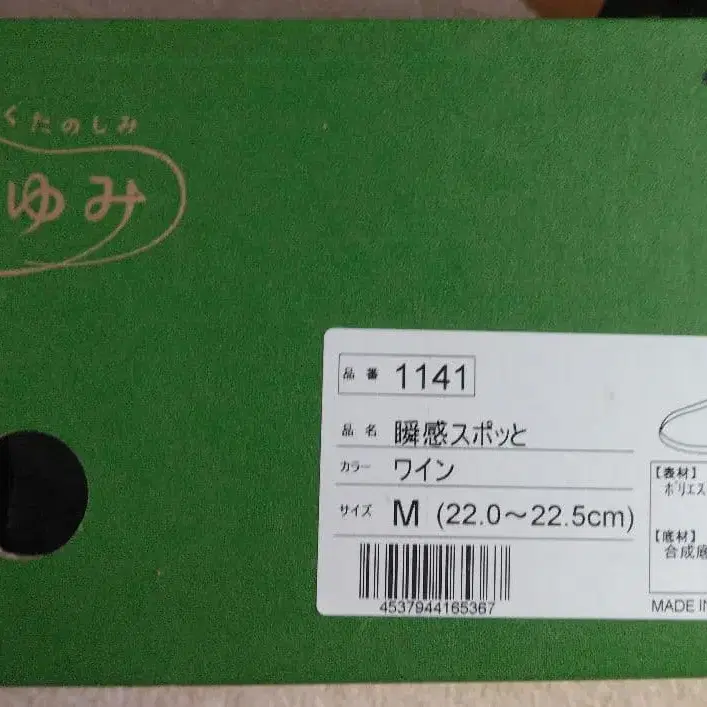 くたのしみ
ゆみ
品番 1141
品名 瞬感スポッと
カラー ワイン
サイズ M (22.0～22.5cm)
4537944165367
【表材】
ポリエス
【底材】
合成底
MADE IN